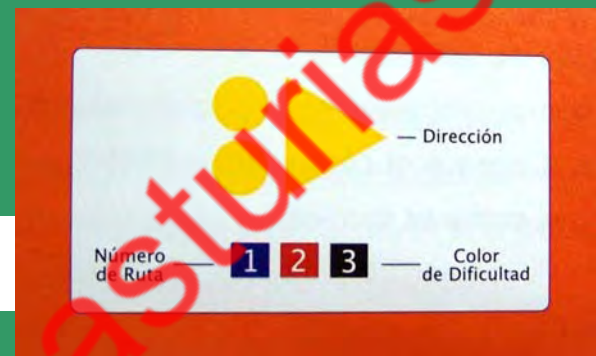 Dirección
Número
de Ruta
1 2 3
Color
de Dificultad
asturias